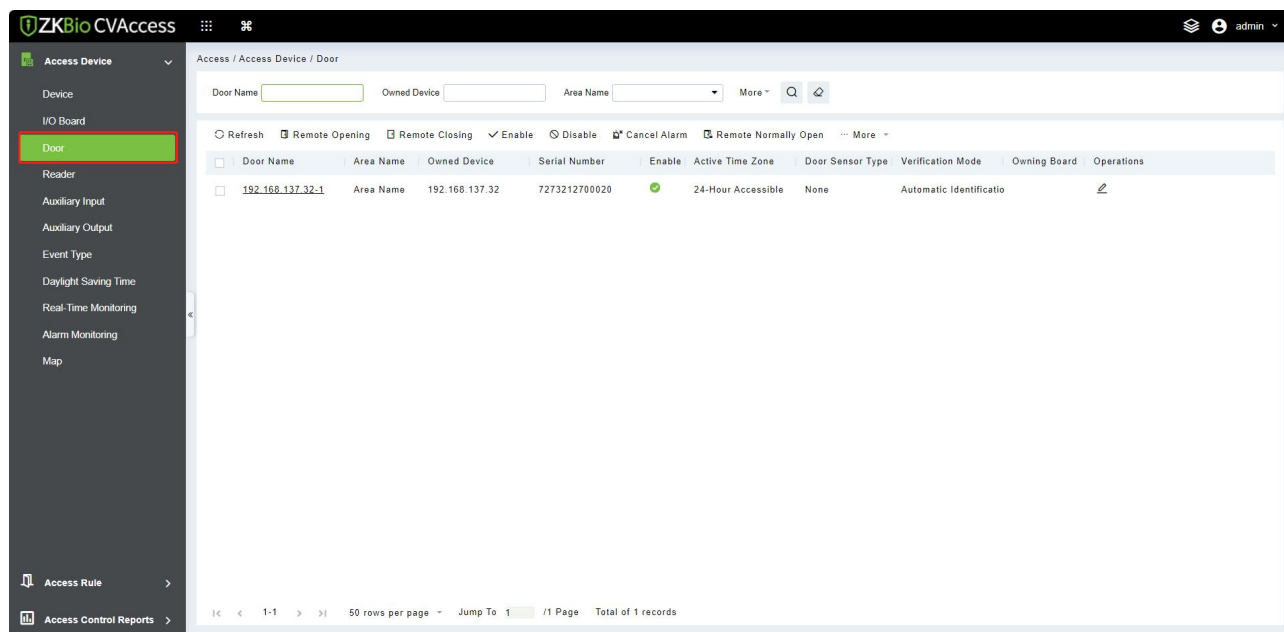 ZKBio CVAccess admin
Access Device
Device
I/O Board
Door
Reader
Auxiliary Input
Auxiliary Output
Event Type
Daylight Saving Time
Real-Time Monitoring
Alarm Monitoring
Map
Access Rule
Access Control Reports
Access / Access Device / Door
Door Name Owned Device Area Name More
Refresh Remote Opening Remote Closing Enable Disable Cancel Alarm Remote Normally Open ··· More
Door Name Area Name Owned Device Serial Number Enable Active Time Zone Door Sensor Type Verification Mode Owning Board Operations
192.168.137.32-1 Area Name 192.168.137.32 7273212700020 24-Hour Accessible None Automatic Identificatio
1-1 50 rows per page Jump To 1 /1 Page Total of 1 records